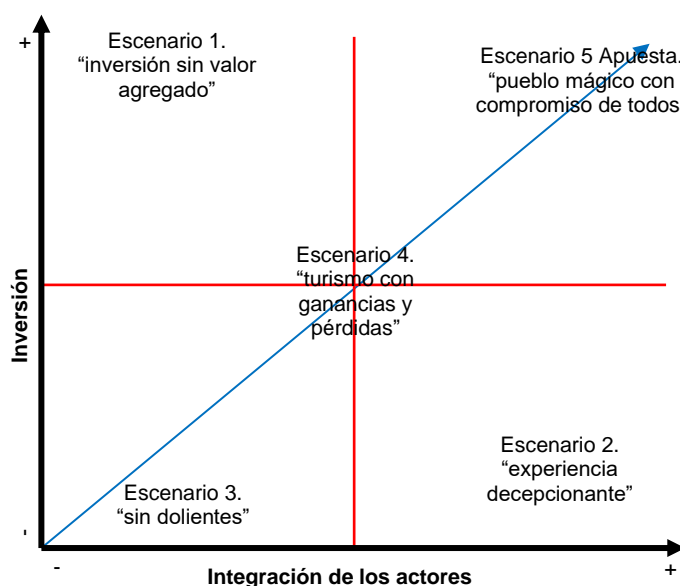 +
Escenario 1.
“inversión sin valor
agregado”
Escenario 5 Apuesta.
“pueblo mágico con
compromiso de todos
Escenario 4.
“turismo con
ganancias y
pérdidas”
Inversión
Escenario 2.
“experiencia
decepcionante”
Escenario 3.
“sin dolientes”
-
-
Integración de los actores
+